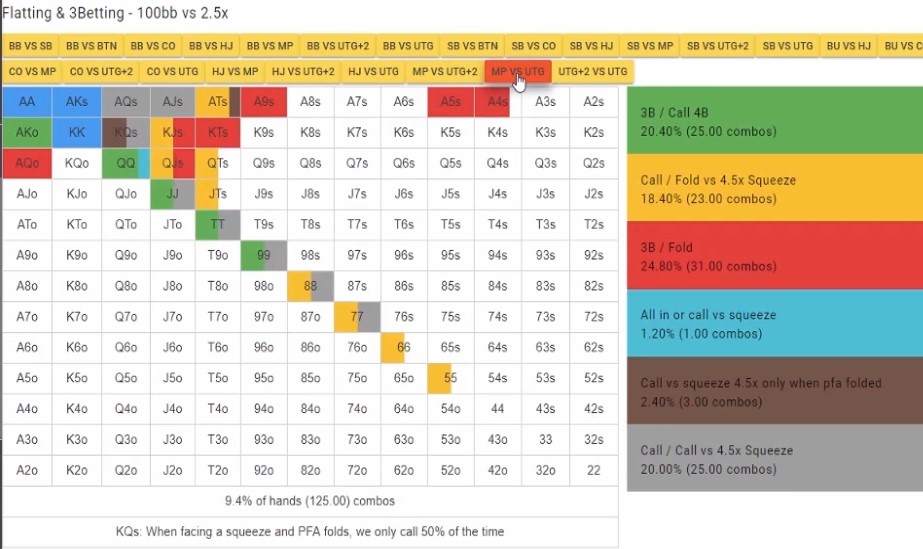 Flatting & 3Betting - 100bb vs 2.5x
BB VS SB BB VS BTN BB VS CO BB VS HJ BB VS MP BB VS UTG+2 BB VS UTG SB VS BTN SB VS CO SB VS HJ SB VS MP SB VS UTG+2 SB VS UTG BU VS HJ BU VS C
CO VS MP CO VS UTG+2 CO VS UTG HJ VS MP HJ VS UTG+2 HJ VS UTG MP VS UTG+2 MP VS UTG UTG+2 VS UTG
AA AKs AQs AJs ATs A9s A8s A7s A6s A5s A4s A3s A2s
AKo KK KQs KJs KTs K9s K8s K7s K6s K5s K4s K3s K2s
AQo KQo QQ QJs QTs Q9s Q8s Q7s Q6s Q5s Q4s Q3s Q2s
AJo KJo QJo JJ JTs J9s J8s J7s J6s J5s J4s J3s J2s
ATo KTo QTo JTo TT T9s T8s T7s T6s T5s T4s T3s T2s
A9o K9o Q9o J9o T9o 99 98s 97s 96s 95s 94s 93s 92s
A8o K8o Q8o J8o T8o 98o 88 87s 86s 85s 84s 83s 82s
A7o K7o Q7o J7o T7o 97o 87o 77 76s 75s 74s 73s 72s
A6o K6o Q6o J6o T6o 96o 86o 76o 66 65s 64s 63s 62s
A5o K5o Q5o J5o T5o 95o 85o 75o 65o 55 54s 53s 52s
A4o K4o Q4o J4o T4o 94o 84o 74o 64o 54o 44 43s 42s
A3o K3o Q3o J3o T3o 93o 83o 73o 63o 53o 43o 33 32s
A2o K2o Q2o J2o T2o 92o 82o 72o 62o 52o 42o 32o 22
9.4% of hands (125.00) combos
KQs: When facing a squeeze and PFA folds, we only call 50% of the time
3B / Call 4B
20.40% (25.00 combos)
Call / Fold vs 4.5x Squeeze
18.40% (23.00 combos)
3B / Fold
24.80% (31.00 combos)
All in or call vs squeeze
1.20% (1.00 combos)
Call vs squeeze 4.5x only when pfa folded
2.40% (3.00 combos)
Call / Call vs 4.5x Squeeze
20.00% (25.00 combos)